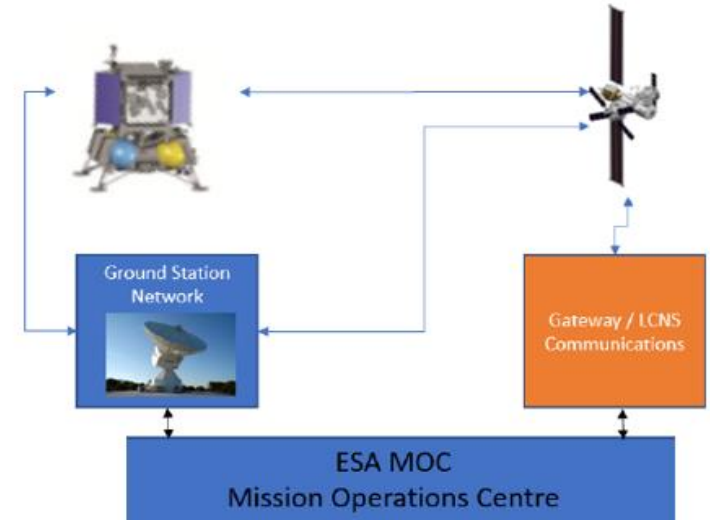 Ground Station
Network
Gateway / LCNS
Communications
ESA MOC
Mission Operations Centre